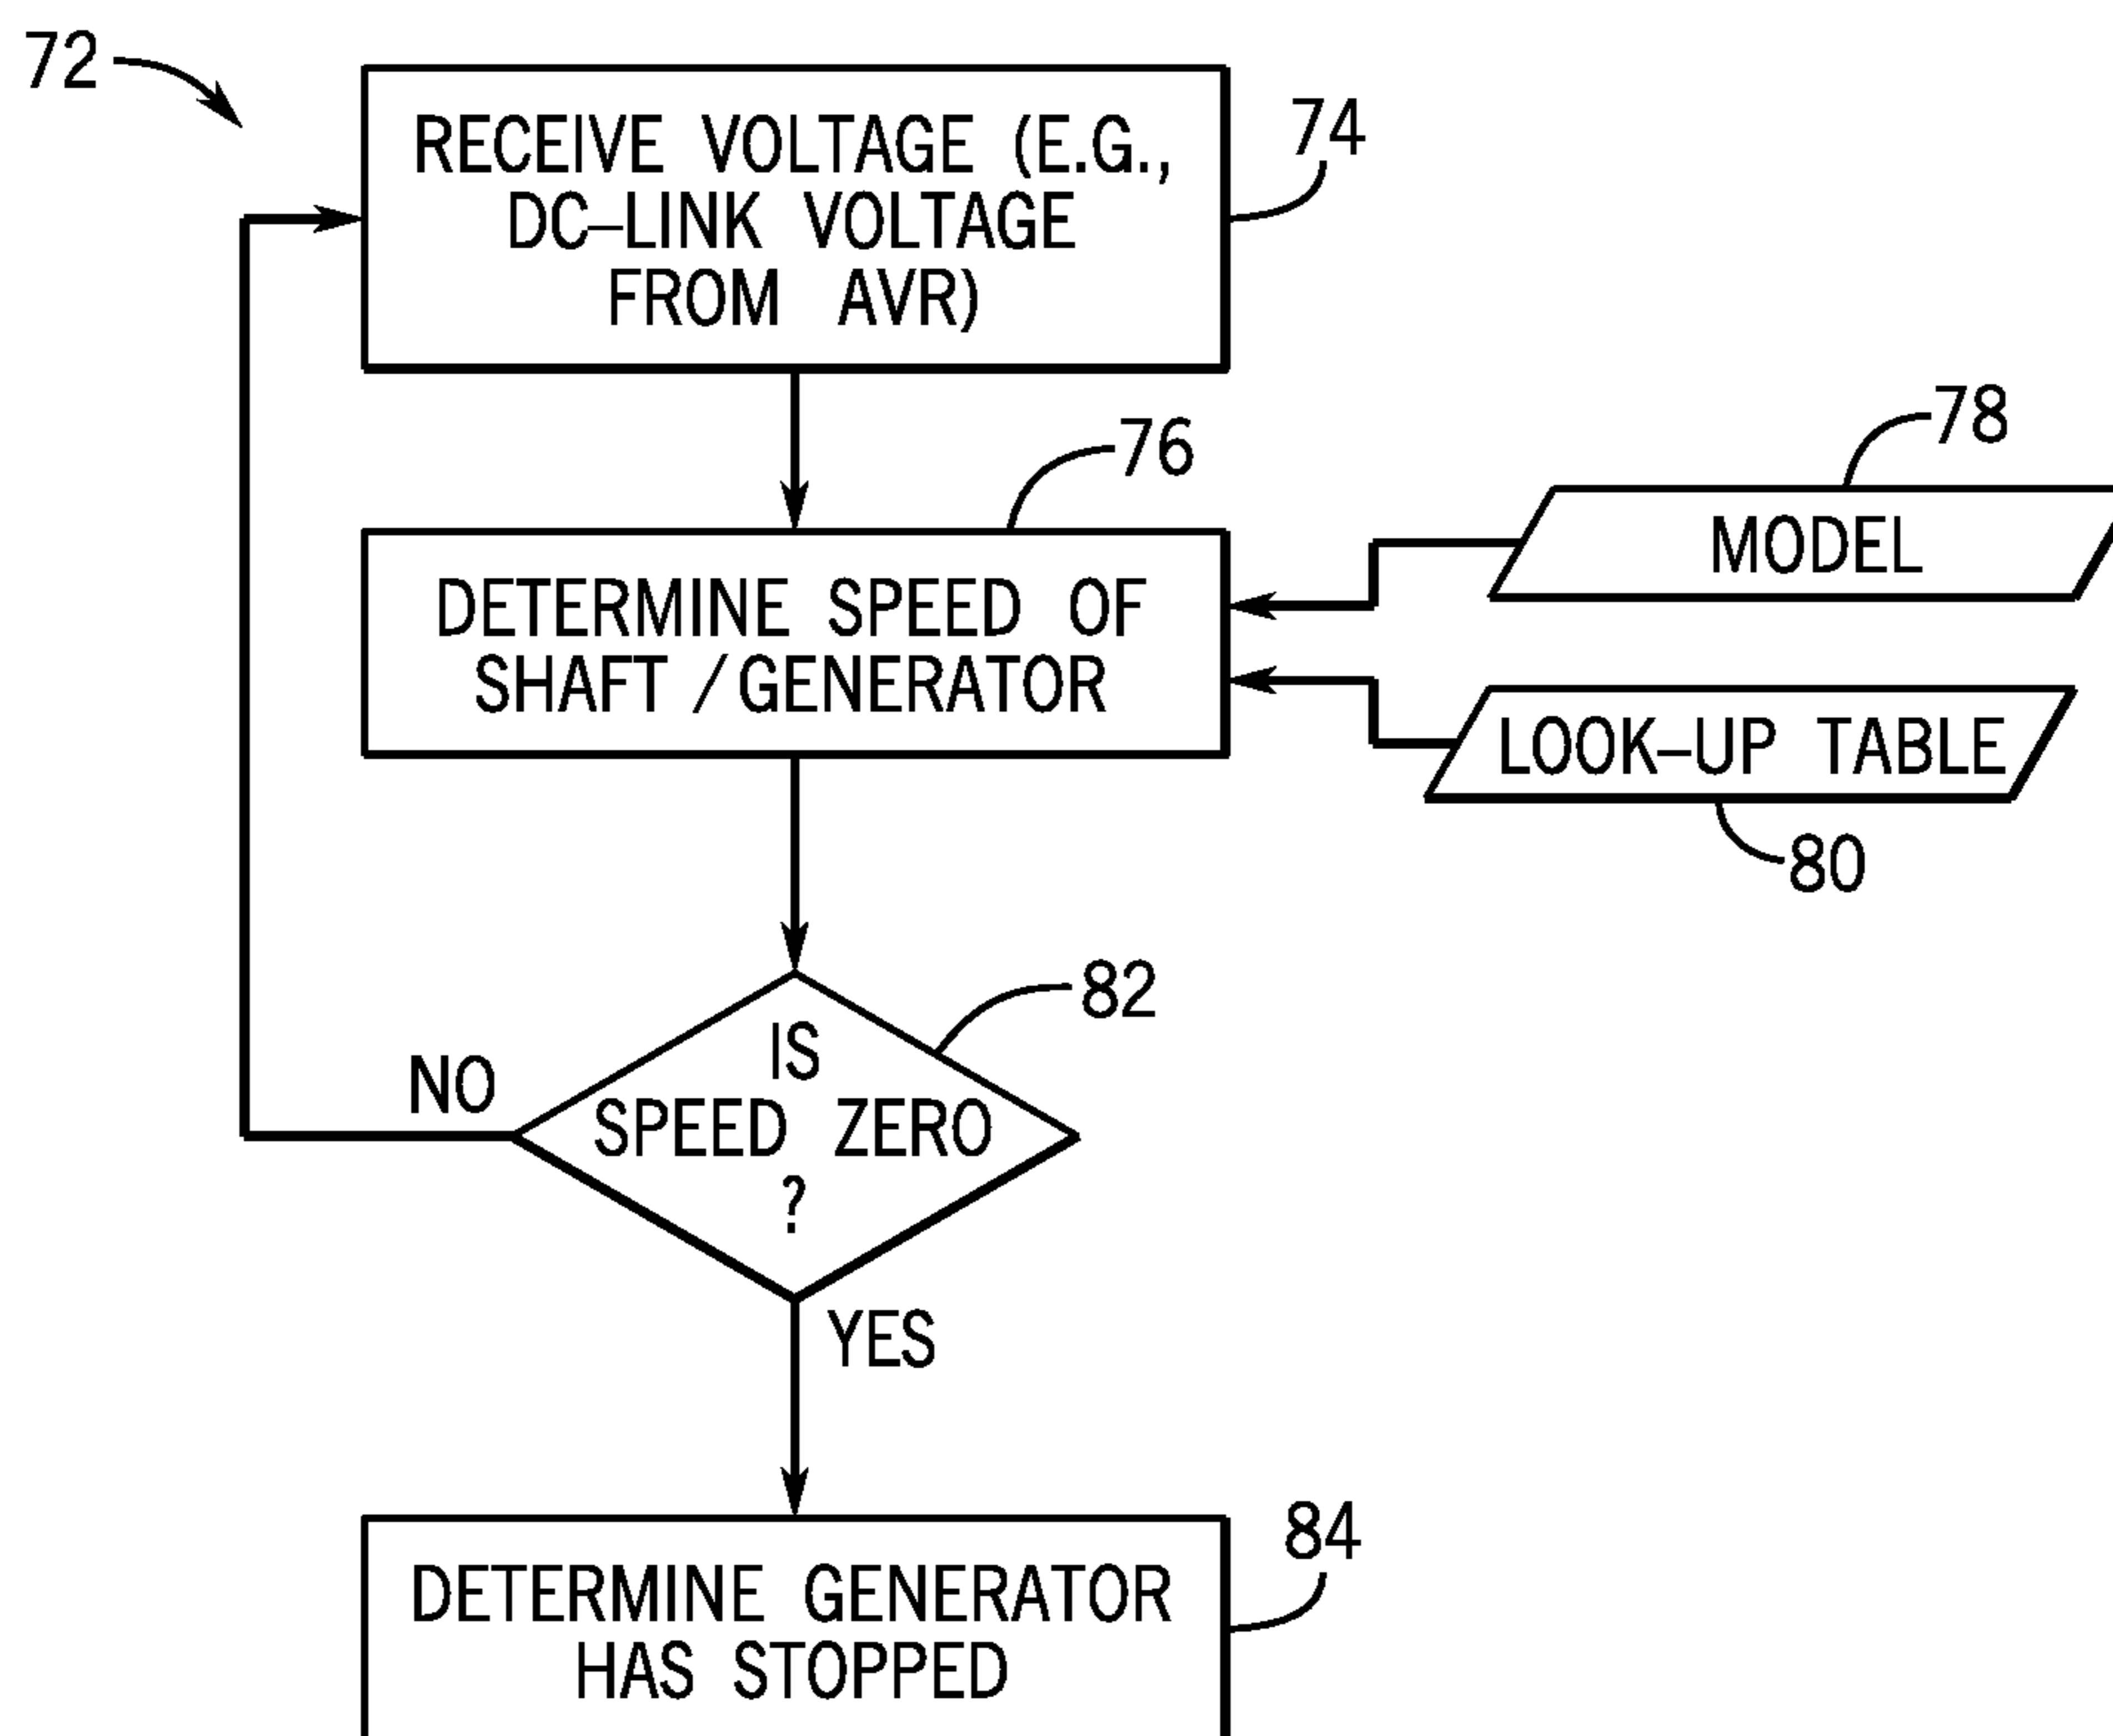 72
RECEIVE VOLTAGE (E.G.,
DC-LINK VOLTAGE
FROM AVR)
74
76
DETERMINE SPEED OF
SHAFT/GENERATOR
78
MODEL
LOOK-UP TABLE
80
82
IS
SPEED ZERO
?
NO
YES
84
DETERMINE GENERATOR
HAS STOPPED